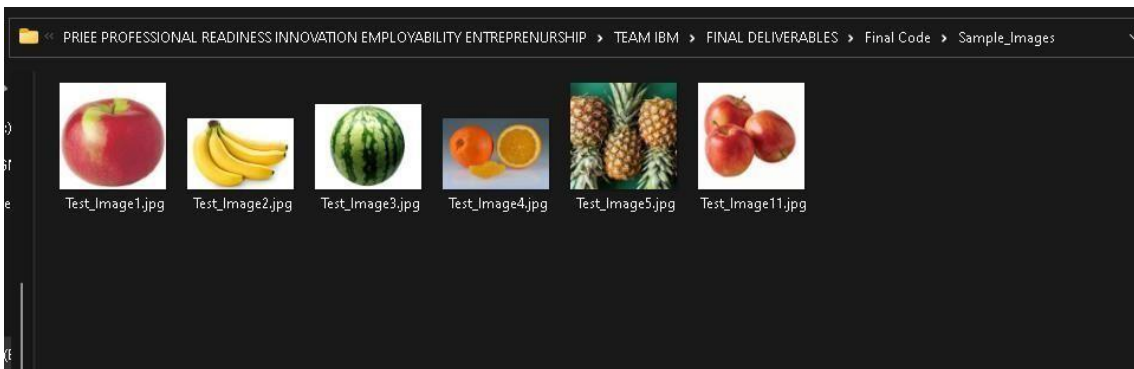 « PRIEE PROFESSIONAL READINESS INNOVATION EMPLOYABILITY ENTREPRENURSHIP > TEAM IBM > FINAL DELIVERABLES > Final Code > Sample_Images
Test_Image1.jpg Test_Image2.jpg Test_Image3.jpg Test_Image4.jpg Test_Image5.jpg Test_Image11.jpg